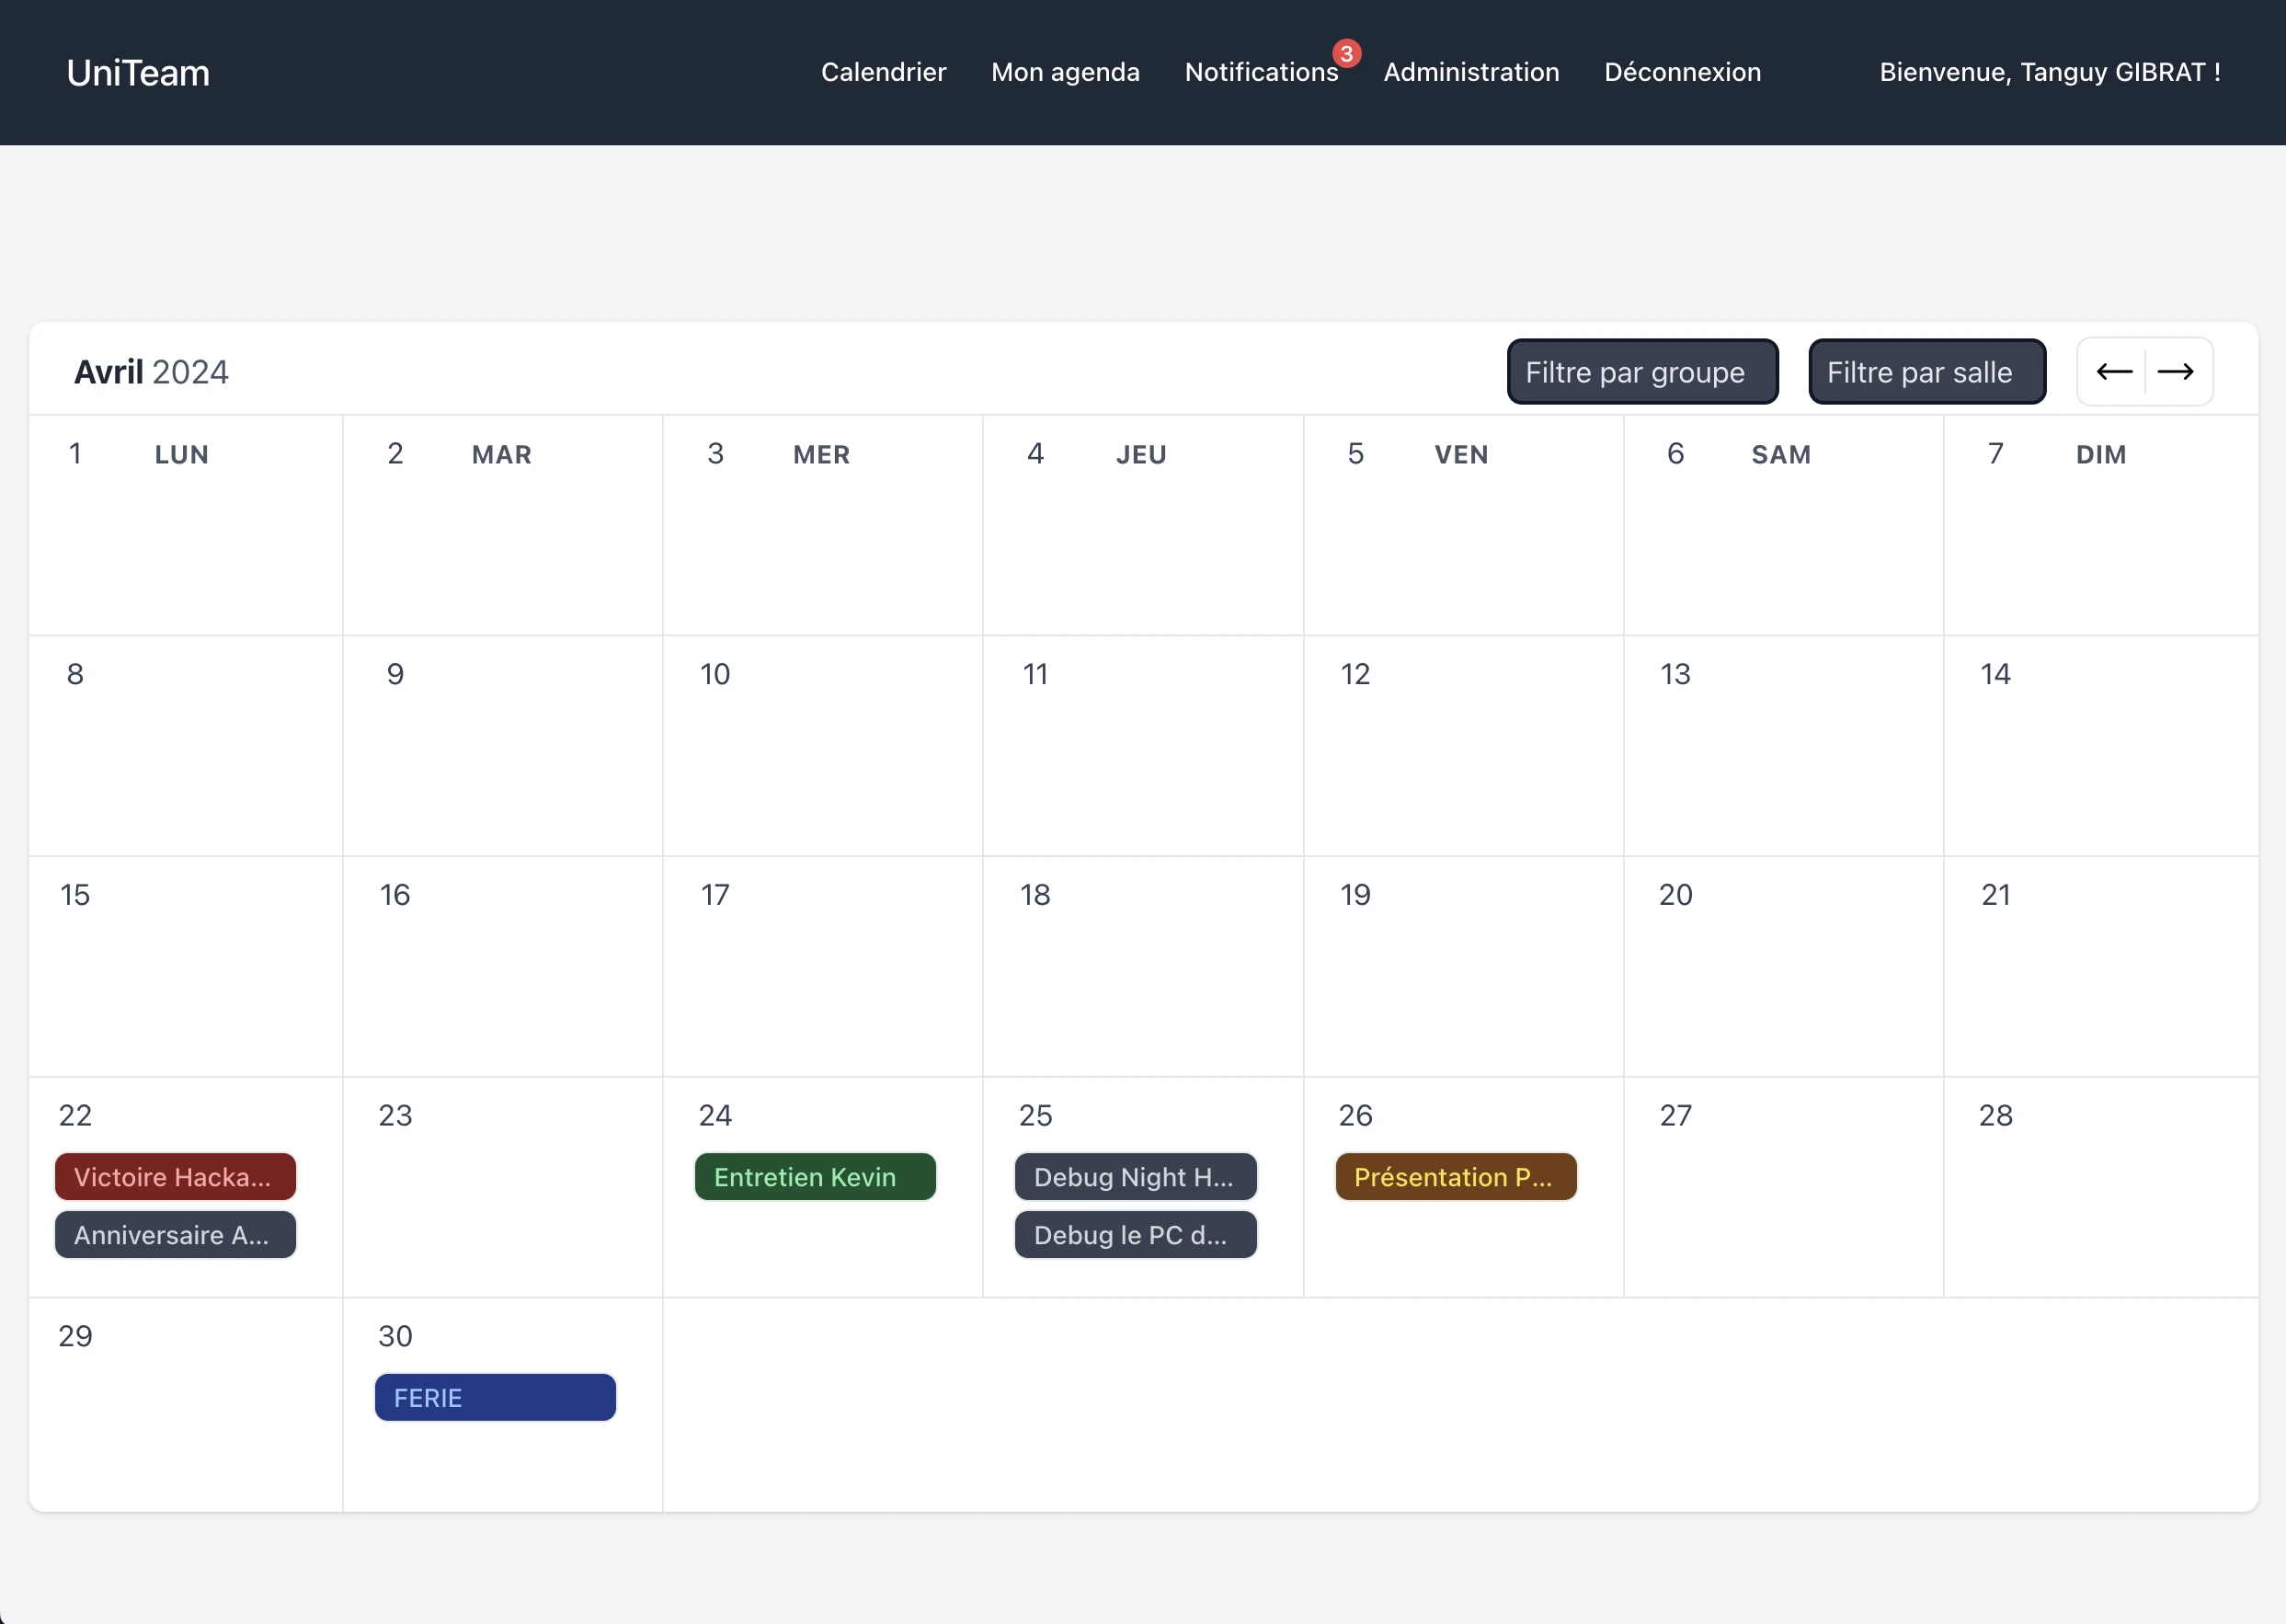 UniTeam
Calendrier Mon agenda Notifications 3 Administration Déconnexion Bienvenue, Tanguy GIBRAT !
Avril 2024 Filtre par groupe Filtre par salle
1 LUN 2 MAR 3 MER 4 JEU 5 VEN 6 SAM 7 DIM
8 9 10 11 12 13 14
15 16 17 18 19 20 21
22 23 24 25 26 27 28
Victoire Hacka... Entretien Kevin Debug Night H... Présentation P...
Anniversaire A... Debug le PC d...
29 30
FERIE